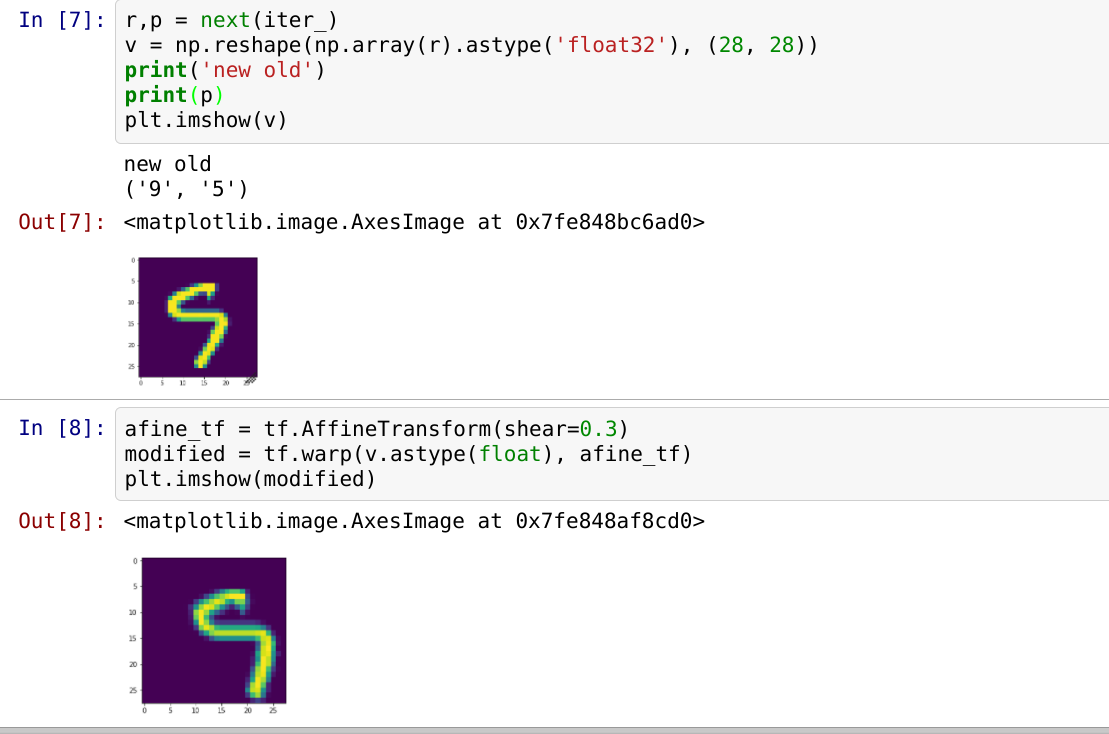 In [7]: r,p = next(iter_)
v = np.reshape(np.array(r).astype('float32'), (28, 28))
print('new old')
print(p)
plt.imshow(v)
new old
('9', '5')
Out[7]: <matplotlib.image.AxesImage at 0x7fe848bc6ad0>
0
5
10
15
20
25
0 5 10 15 20
In [8]: afine_tf = tf.AffineTransform(shear=0.3)
modified = tf.warp(v.astype(float), afine_tf)
plt.imshow(modified)
Out[8]: <matplotlib.image.AxesImage at 0x7fe848af8cd0>
0
5
10
15
20
25
0 5 10 15 20 25